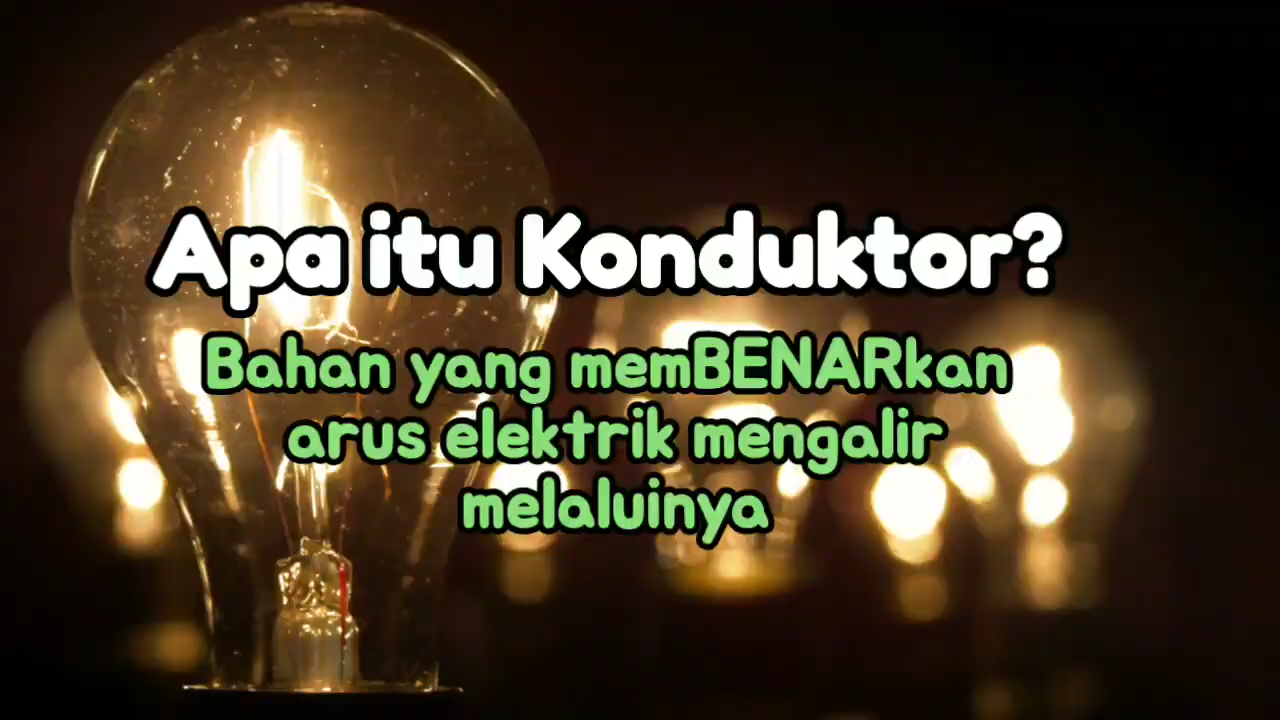 Apa itu Konduktor?
Bahan yang memBENARkan
arus elektrik mengalir
melaluinya